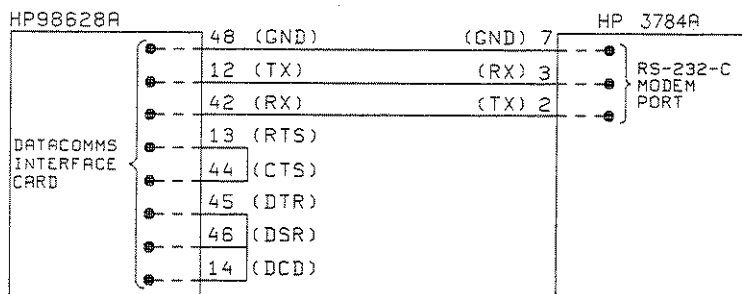 HP98628A
HP 3784A
48 (GND) (GND) 7
12 (TX) (RX) 3
42 (RX) (TX) 2
13 (RTS)
44 (CTS)
45 (DTR)
46 (DSR)
14 (DCD)
DATACOMMS
INTERFACE
CARD
RS-232-C
MODEM
PORT